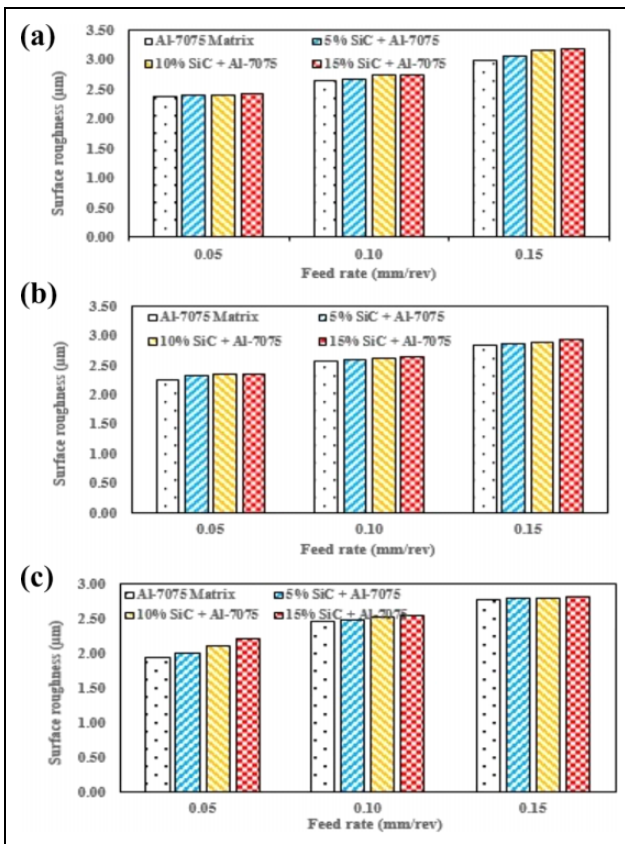 (a)
3.50
3.00
2.50
2.00
1.50
1.00
0.50
0.00
Surface roughness (µm)
Al-7075 Matrix 5% SiC + Al-7075
10% SiC + Al-7075 15% SiC + Al-7075
0.05 0.10 0.15
Feed rate (mm/rev)
(b)
3.50
3.00
2.50
2.00
1.50
1.00
0.50
0.00
Surface roughness (µm)
Al-7075 Matrix 5% SiC + Al-7075
10% SiC + Al-7075 15% SiC + Al-7075
0.05 0.10 0.15
Feed rate (mm/rev)
(c)
3.00
2.50
2.00
1.50
1.00
0.50
0.00
Surface roughness (µm)
Al-7075 Matrix 5% SiC + Al-7075
10% SiC + Al-7075 15% SiC + Al-7075
0.05 0.10 0.15
Feed rate (mm/rev)